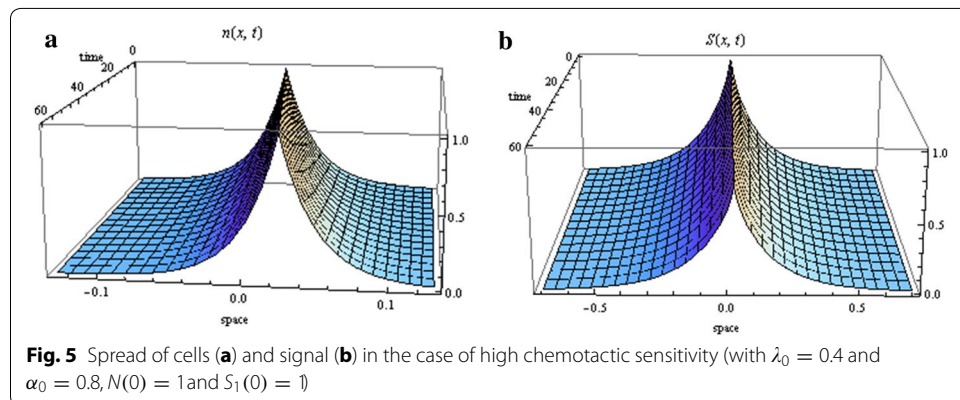 a
n(x, t)
time
0
20
40
60
1.0
0.5
0.0
−0.1
0.0
0.1
space
b
S(x, t)
time
0
20
40
60
1.0
0.5
0.0
−0.5
0.0
0.5
space
Fig. 5 Spread of cells (a) and signal (b) in the case of high chemotactic sensitivity (with λ₀ = 0.4 and
α₀ = 0.8, N(0) = 1and S₁(0) = 1)